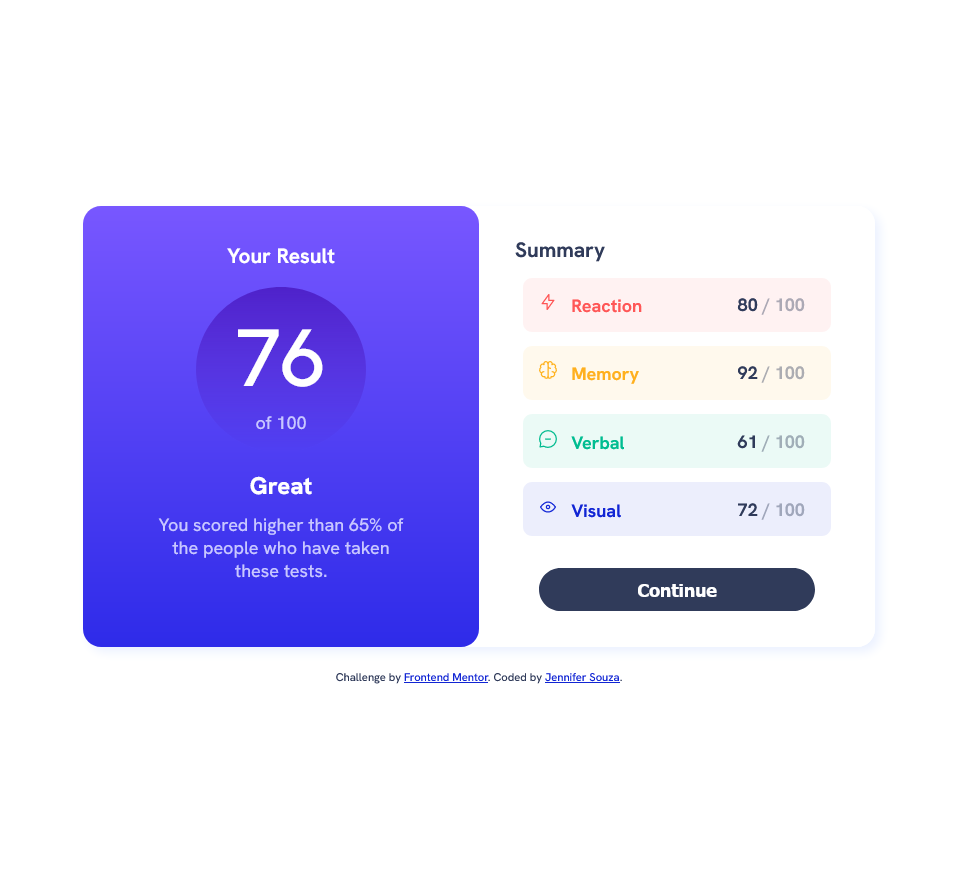 Your Result
76
of 100
Great
You scored higher than 65% of
the people who have taken
these tests.
Summary
Reaction 80 / 100
Memory 92 / 100
Verbal 61 / 100
Visual 72 / 100
Continue
Challenge by Frontend Mentor. Coded by Jennifer Souza.